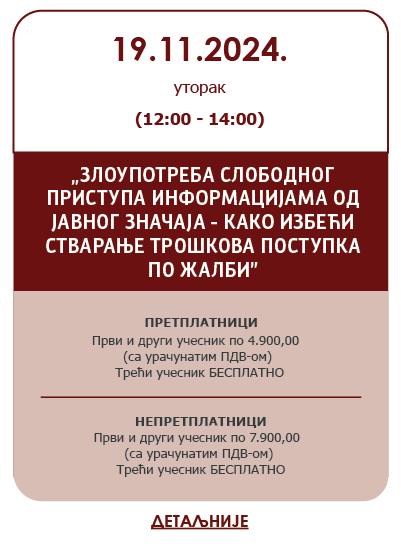 19.11.2024.
уторак
(12:00 - 14:00)
„ЗЛОУПОТРЕБА СЛОБОДНОГ
ПРИСТУПА ИНФОРМАЦИЈАМА ОД
ЈАВНОГ ЗНАЧАЈА - КАКО ИЗБЕЋИ
СТВАРАЊЕ ТРОШКОВА ПОСТУПКА
ПО ЖАЛБИ”
ПРЕТПЛАТНИЦИ
Први и други учесник по 4.900,00
(са урачунатим ПДВ-ом)
Трећи учесник БЕСПЛАТНО
НЕПРЕТПЛАТНИЦИ
Први и други учесник по 7.900,00
(са урачунатим ПДВ-ом)
Трећи учесник БЕСПЛАТНО
ДЕТАЉНИЈЕ